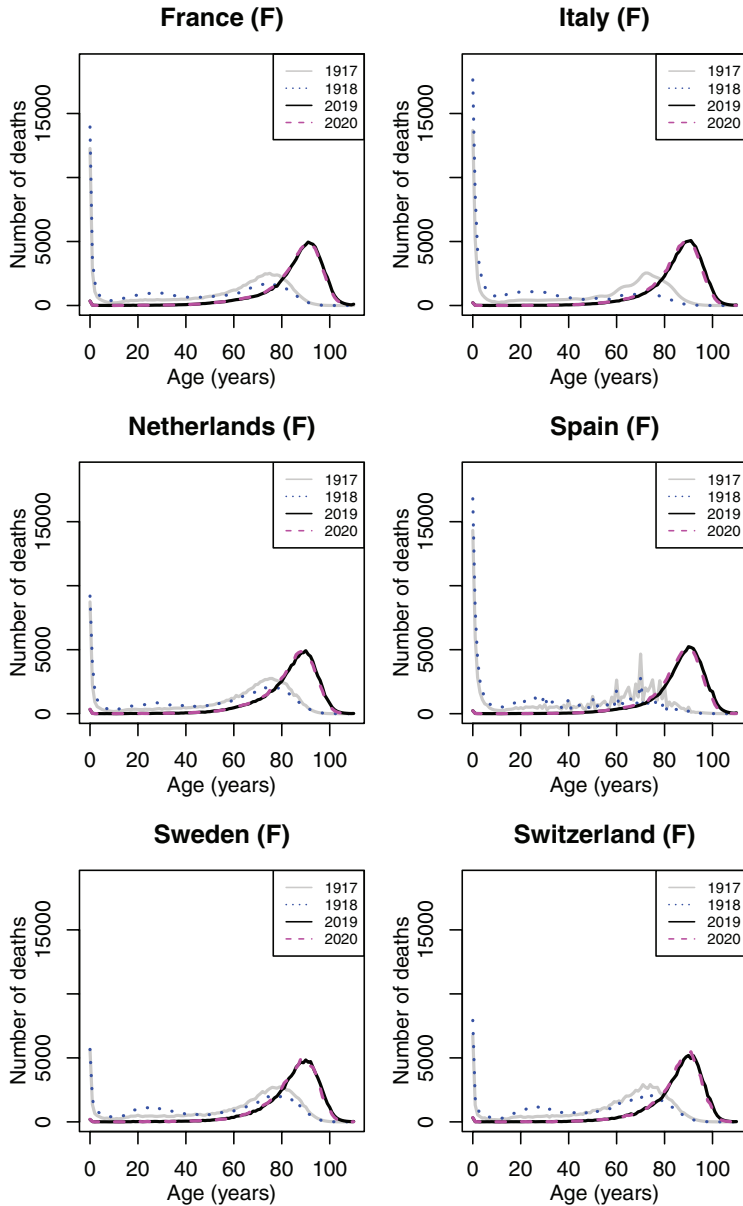 France (F)
Number of deaths
15000
5000
0
1917
1918
2019
2020
0 20 40 60 80 100
Age (years)
Italy (F)
Number of deaths
15000
5000
0
1917
1918
2019
2020
0 20 40 60 80 100
Age (years)
Netherlands (F)
Number of deaths
15000
5000
0
1917
1918
2019
2020
0 20 40 60 80 100
Age (years)
Spain (F)
Number of deaths
15000
5000
0
1917
1918
2019
2020
0 20 40 60 80 100
Age (years)
Sweden (F)
Number of deaths
15000
5000
0
1917
1918
2019
2020
0 20 40 60 80 100
Age (years)
Switzerland (F)
Number of deaths
15000
5000
0
1917
1918
2019
2020
0 20 40 60 80 100
Age (years)